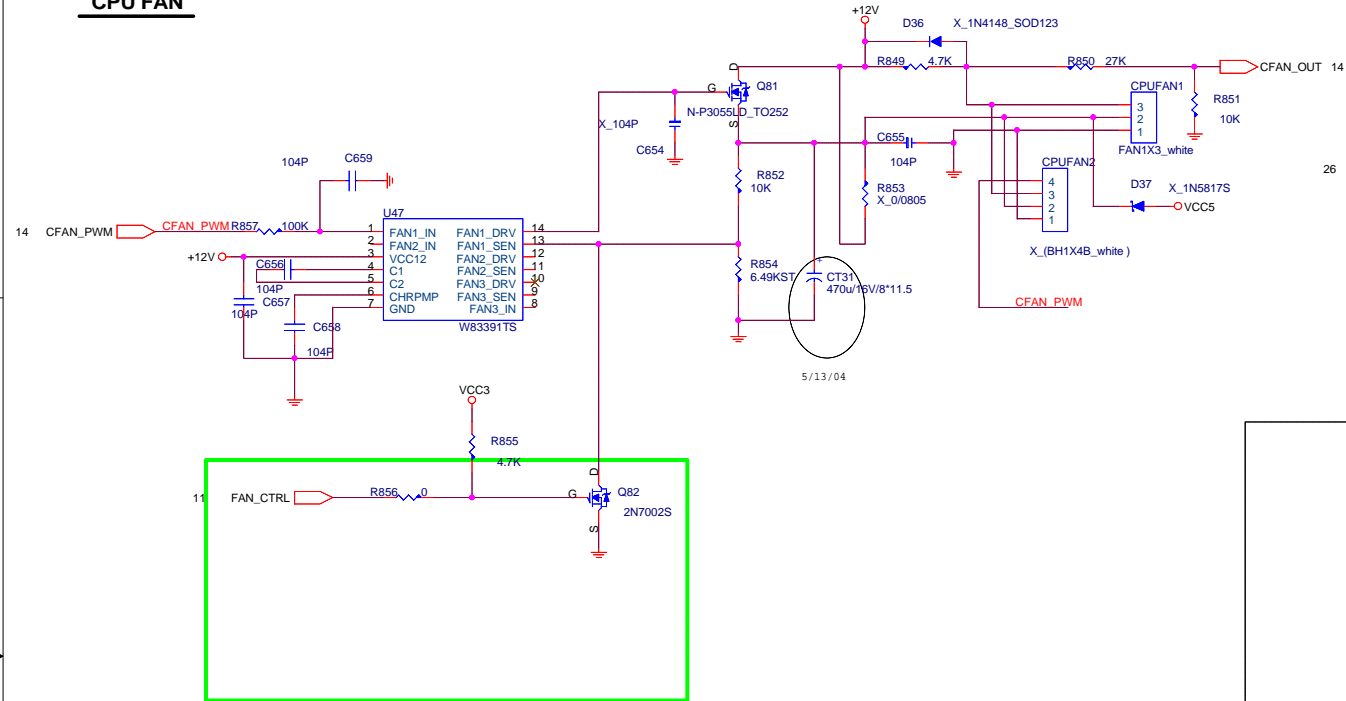 CPU FAN
+12V
D36 X_1N4148_SOD123
R849 4.7K
R850 27K
CFAN_OUT 14
D
G
S
Q81
N-P3055LD_TO252
CPUFAN1
3
2
1
FAN1X3_white
R851
10K
X_104P
C654
C655
104P
CPUFAN2
4
3
2
1
X_(BH1X4B_white )
26
R852
10K
R853
X_0/0805
D37
X_1N5817S
VCC5
104P
C659
14 CFAN_PWM
CFAN_PWM
R857 100K
U47
1 FAN1_IN FAN1_DRV 14
2 FAN2_IN FAN1_SEN 13
3 VCC12 FAN2_DRV 12
4 C1 FAN2_SEN 11
5 C2 FAN3_DRV 10
6 CHRPMP FAN3_SEN 9
7 GND FAN3_IN 8
W83391TS
+12V
C656
104P
C657
104P
C658
104P
R854
6.49KST
+
CT31
470u/16V/8*11.5
CFAN_PWM
5/13/04
VCC3
R855
4.7K
11 FAN_CTRL
R856 0
D
G
S
Q82
2N7002S